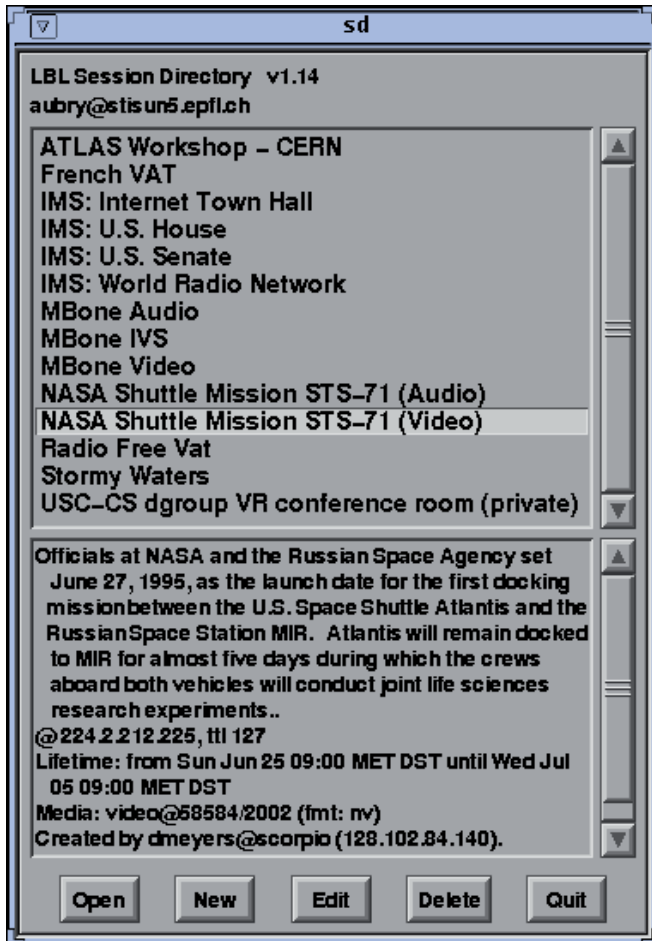 sd
LBL Session Directory v1.14
aubry@stisun5.epfl.ch
ATLAS Workshop – CERN
French VAT
IMS: Internet Town Hall
IMS: U.S. House
IMS: U.S. Senate
IMS: World Radio Network
MBone Audio
MBone IVS
MBone Video
NASA Shuttle Mission STS–71 (Audio)
NASA Shuttle Mission STS–71 (Video)
Radio Free Vat
Stormy Waters
USC–CS dgroup VR conference room (private)
Officials at NASA and the Russian Space Agency set
June 27, 1995, as the launch date for the first docking
mission between the U.S. Space Shuttle Atlantis and the
Russian Space Station MIR. Atlantis will remain docked
to MIR for almost five days during which the crews
aboard both vehicles will conduct joint life sciences
research experiments..
@224.2.212.225, ttl 127
Lifetime: from Sun Jun 25 09:00 MET DST until Wed Jul
05 09:00 MET DST
Media: video@58584/2002 (fmt: nv)
Created by dmeyers@scorpio (128.102.84.140).
Open New Edit Delete Quit